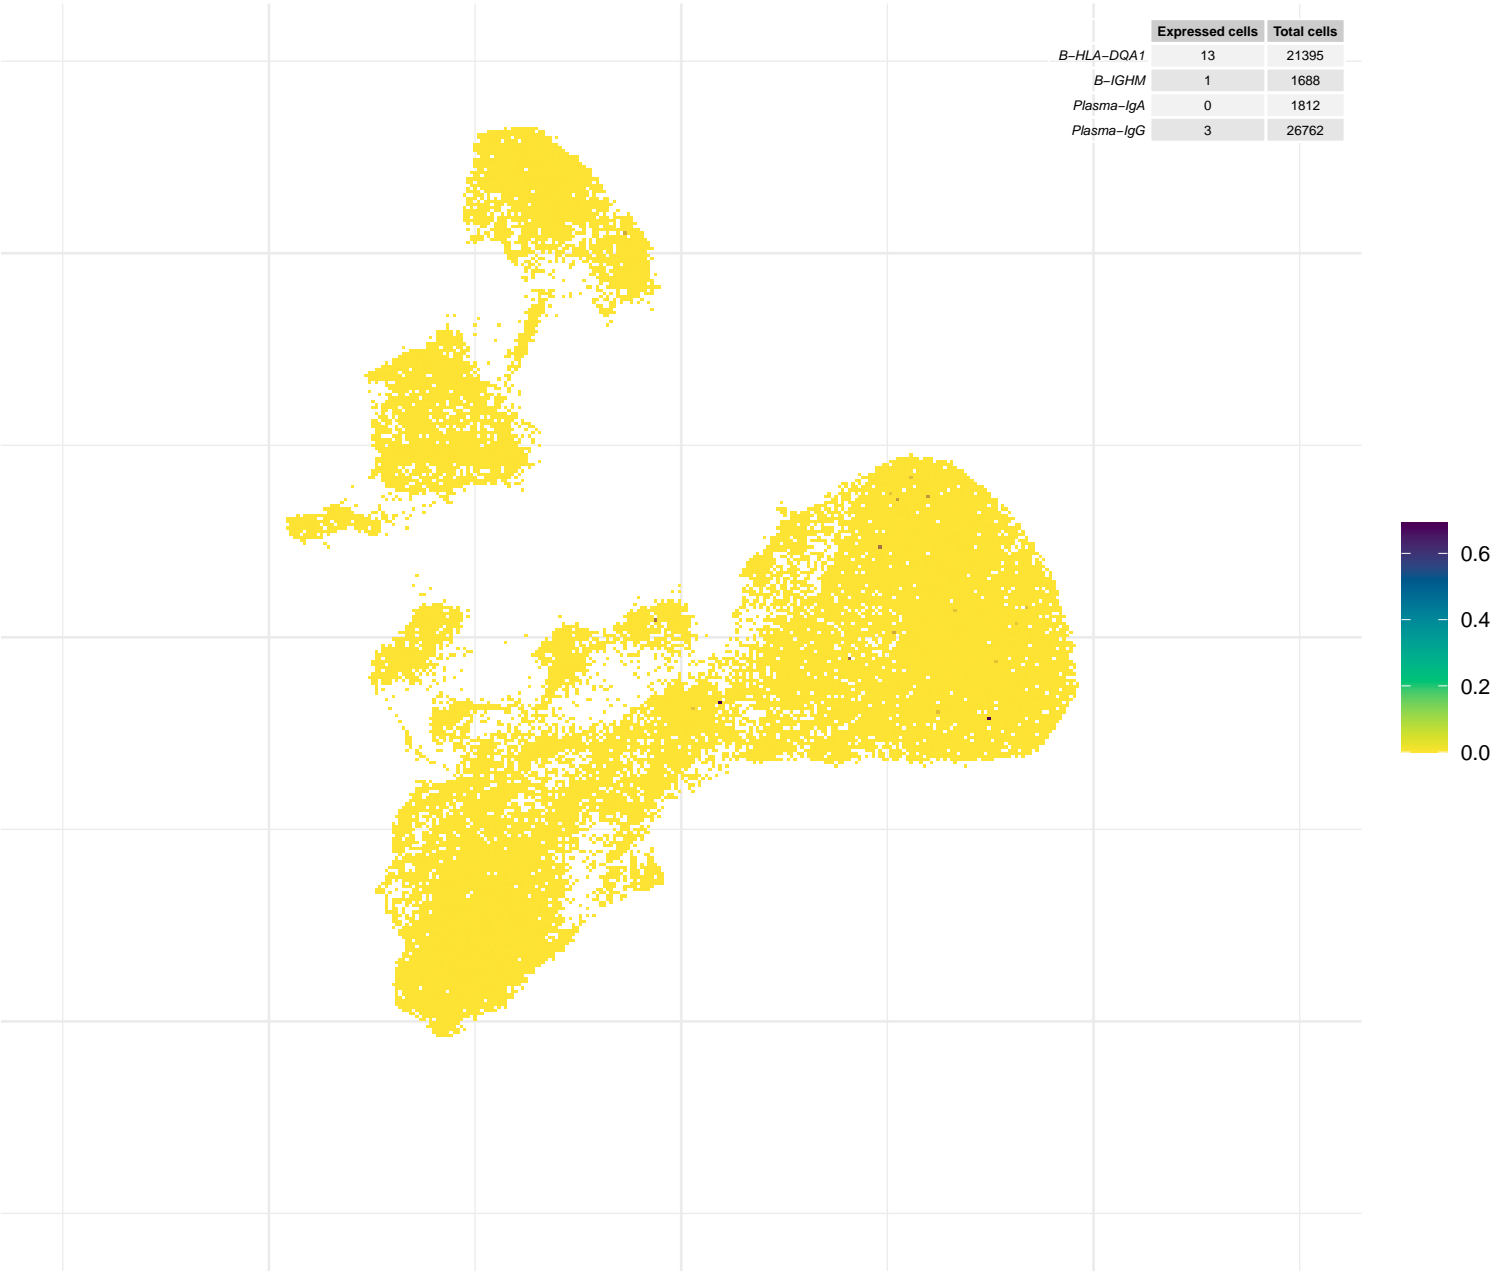 Expressed cells Total cells
B–HLA–DQA1 13 21395
B–IGHM 1 1688
Plasma–IgA 0 1812
Plasma–IgG 3 26762
0.6
0.4
0.2
0.0